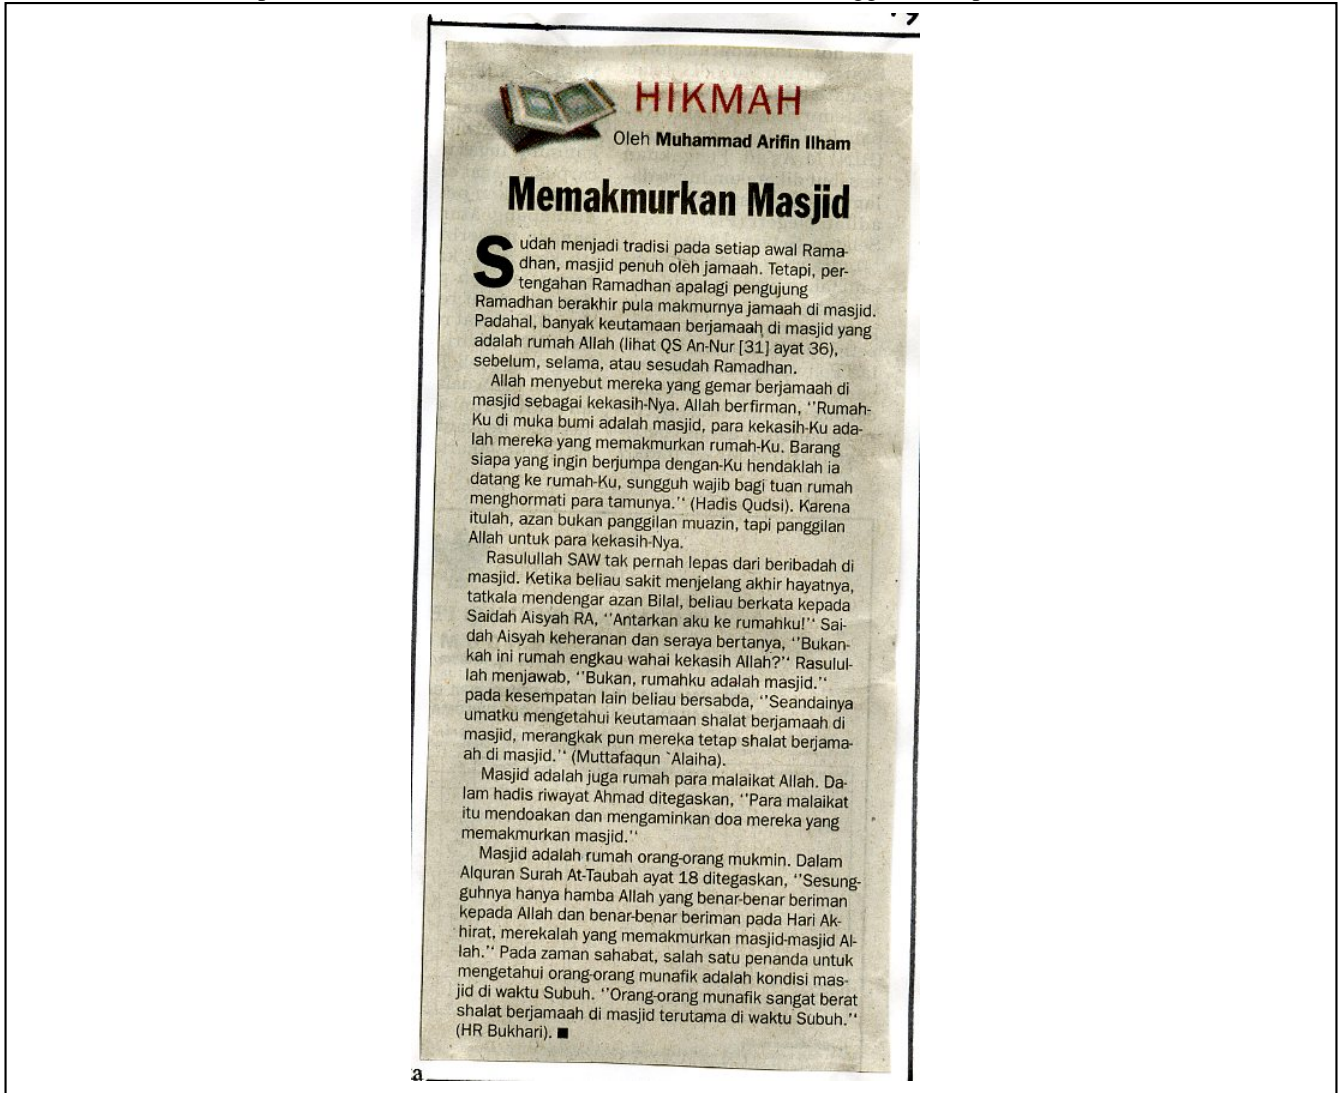 HIKMAH
Oleh Muhammad Arifin Ilham
Memakmurkan Masjid
Sudah menjadi tradisi pada setiap awal Rama-
dhan, masjid penuh oleh jamaah. Tetapi, per-
tengahan Ramadhan apalagi pengujung
Ramadhan berakhir pula makmurnya jamaah di masjid.
Padahal, banyak keutamaan berjamaah di masjid yang
adalah rumah Allah (lihat QS An-Nur [31] ayat 36),
sebelum, selama, atau sesudah Ramadhan.
Allah menyebut mereka yang gemar berjamaah di
masjid sebagai kekasih-Nya. Allah berfirman, ‘‘Rumah-
Ku di muka bumi adalah masjid, para kekasih-Ku ada-
lah mereka yang memakmurkan rumah-Ku. Barang
siapa yang ingin berjumpa dengan-Ku hendaklah ia
datang ke rumah-Ku, sungguh wajib bagi tuan rumah
menghormati para tamunya.’‘ (Hadis Qudsi). Karena
itulah, azan bukan panggilan muazin, tapi panggilan
Allah untuk para kekasih-Nya.
Rasulullah SAW tak pernah lepas dari beribadah di
masjid. Ketika beliau sakit menjelang akhir hayatnya,
tatkala mendengar azan Bilal, beliau berkata kepada
Saidah Aisyah RA, ‘‘Antarkan aku ke rumahku!’‘ Sai-
dah Aisyah keheranan dan seraya bertanya, ‘‘Bukan-
kah ini rumah engkau wahai kekasih Allah?’‘ Rasulul-
lah menjawab, ‘‘Bukan, rumahku adalah masjid.’‘
pada kesempatan lain beliau bersabda, ‘‘Seandainya
umatku mengetahui keutamaan shalat berjamaah di
masjid, merangkak pun mereka tetap shalat berjama-
ah di masjid.’‘ (Muttafaqun `Alaiha).
Masjid adalah juga rumah para malaikat Allah. Da-
lam hadis riwayat Ahmad ditegaskan, ‘‘Para malaikat
itu mendoakan dan mengaminkan doa mereka yang
memakmurkan masjid.’‘
Masjid adalah rumah orang-orang mukmin. Dalam
Alquran Surah At-Taubah ayat 18 ditegaskan, ‘‘Sesung-
guhnya hanya hamba Allah yang benar-benar beriman
kepada Allah dan benar-benar beriman pada Hari Ak-
hirat, merekalah yang memakmurkan masjid-masjid Al-
lah.’‘ Pada zaman sahabat, salah satu penanda untuk
mengetahui orang-orang munafik adalah kondisi mas-
jid di waktu Subuh. ‘‘Orang-orang munafik sangat berat
shalat berjamaah di masjid terutama di waktu Subuh.’‘
(HR Bukhari). ■